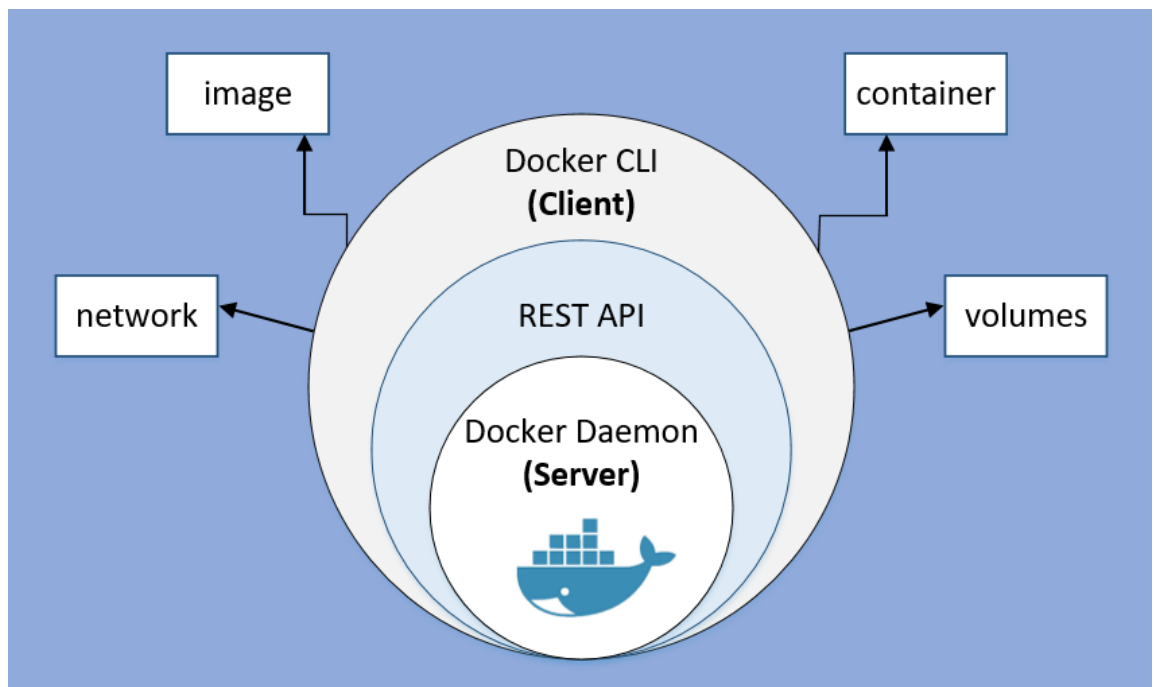 image
container
Docker CLI
(Client)
network
REST API
volumes
Docker Daemon
(Server)